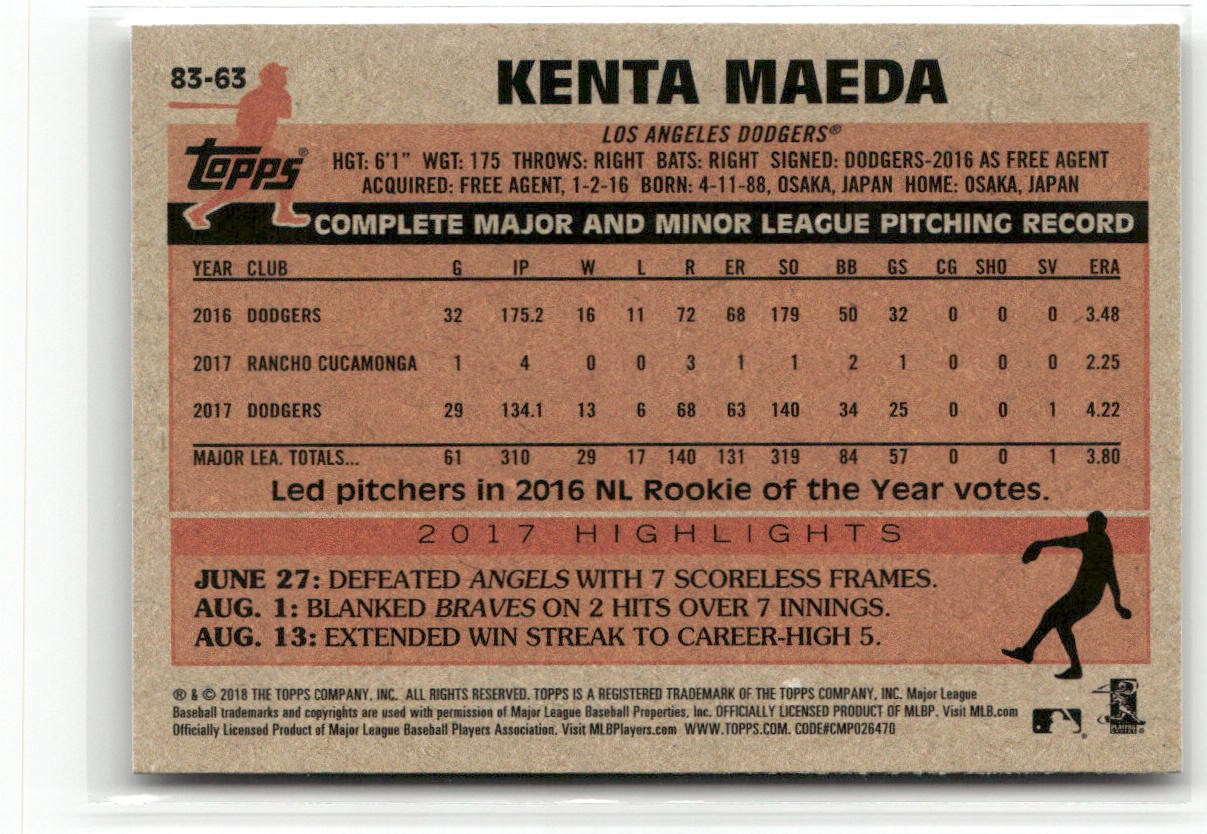 83-63
KENTA MAEDA
LOS ANGELES DODGERS®
Topps®
HGT: 6'1" WGT: 175 THROWS: RIGHT BATS: RIGHT SIGNED: DODGERS-2016 AS FREE AGENT
ACQUIRED: FREE AGENT, 1-2-16 BORN: 4-11-88, OSAKA, JAPAN HOME: OSAKA, JAPAN
COMPLETE MAJOR AND MINOR LEAGUE PITCHING RECORD
YEAR CLUB G IP W L R ER SO BB GS CG SHO SV ERA
2016 DODGERS 32 175.2 16 11 72 68 179 50 32 0 0 0 3.48
2017 RANCHO CUCAMONGA 1 4 0 0 3 1 1 2 1 0 0 0 2.25
2017 DODGERS 29 134.1 13 6 68 63 140 34 25 0 0 1 4.22
MAJOR LEA. TOTALS... 61 310 29 17 140 131 319 84 57 0 0 1 3.80
Led pitchers in 2016 NL Rookie of the Year votes.
2017 HIGHLIGHTS
JUNE 27: DEFEATED ANGELS WITH 7 SCORELESS FRAMES.
AUG. 1: BLANKED BRAVES ON 2 HITS OVER 7 INNINGS.
AUG. 13: EXTENDED WIN STREAK TO CAREER-HIGH 5.
® & © 2018 THE TOPPS COMPANY, INC. ALL RIGHTS RESERVED. TOPPS IS A REGISTERED TRADEMARK OF THE TOPPS COMPANY, INC. Major League
Baseball trademarks and copyrights are used with permission of Major League Baseball Properties, Inc. OFFICIALLY LICENSED PRODUCT OF MLBP. Visit MLB.com
Officially Licensed Product of Major League Baseball Players Association. Visit MLBPlayers.com WWW.TOPPS.COM. CODE#CMP026470